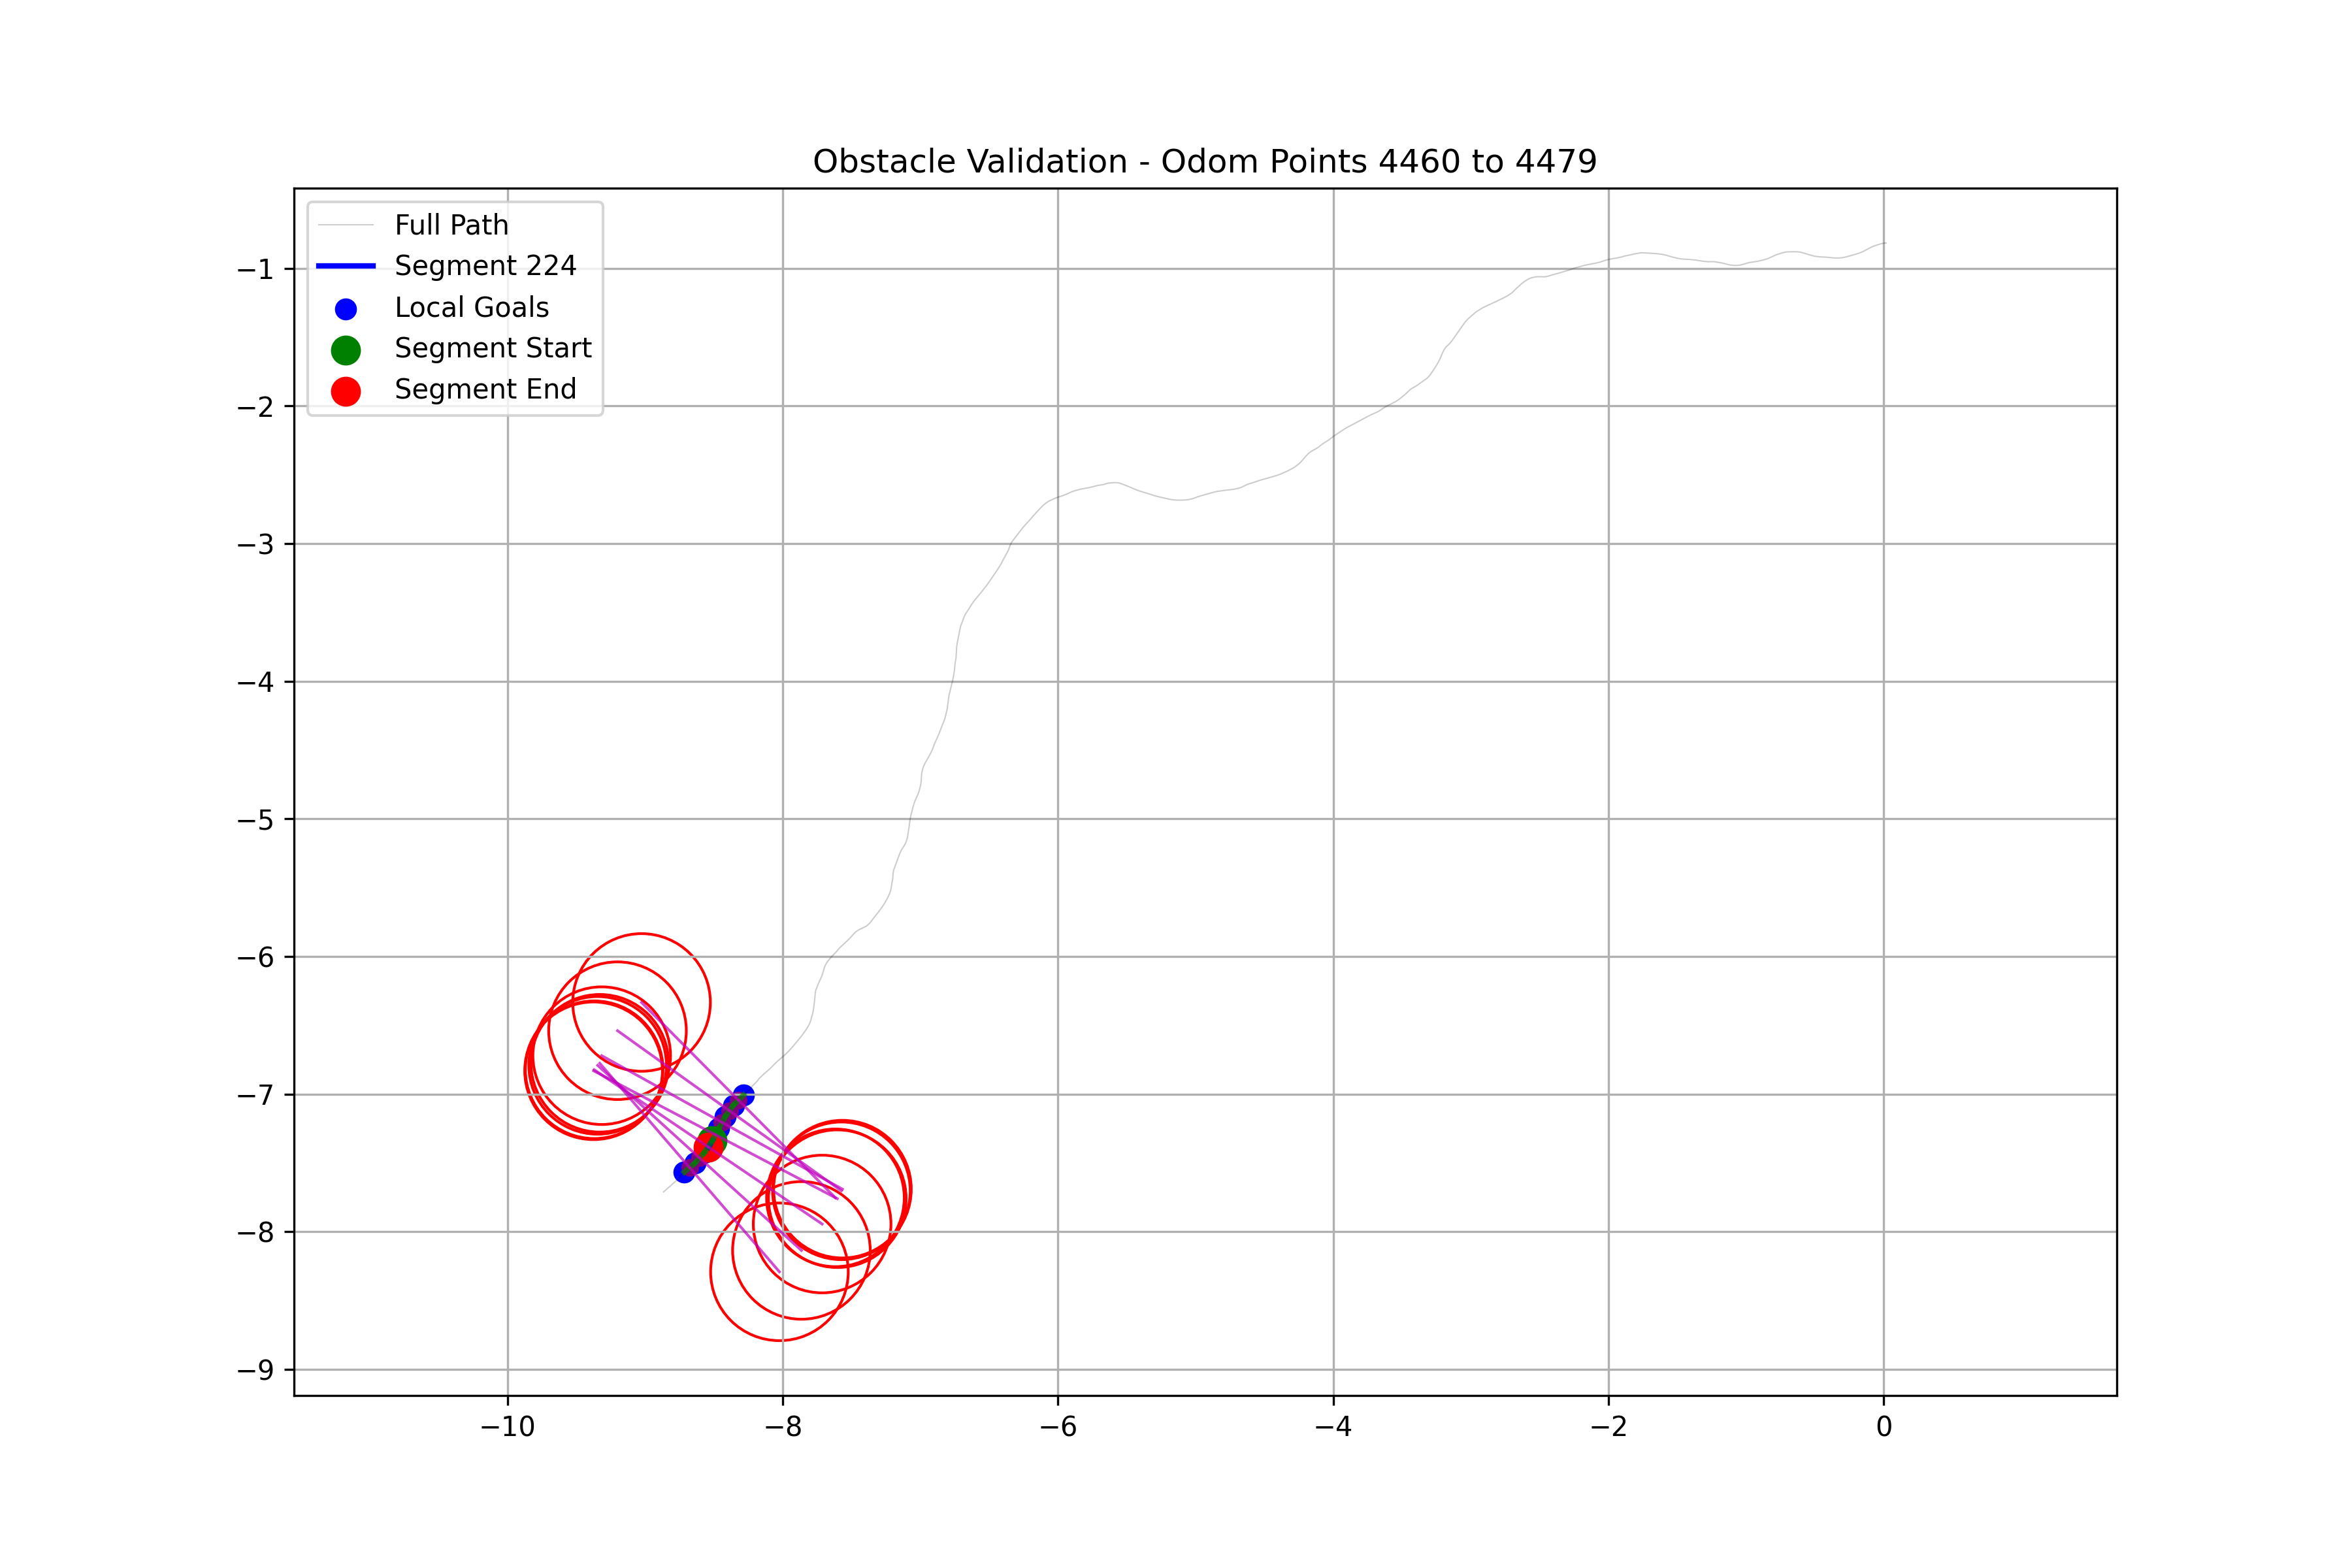 Obstacle Validation - Odom Points 4460 to 4479
Full Path
Segment 224
Local Goals
Segment Start
Segment End
−1
−2
−3
−4
−5
−6
−7
−8
−9
−10
−8
−6
−4
−2
0